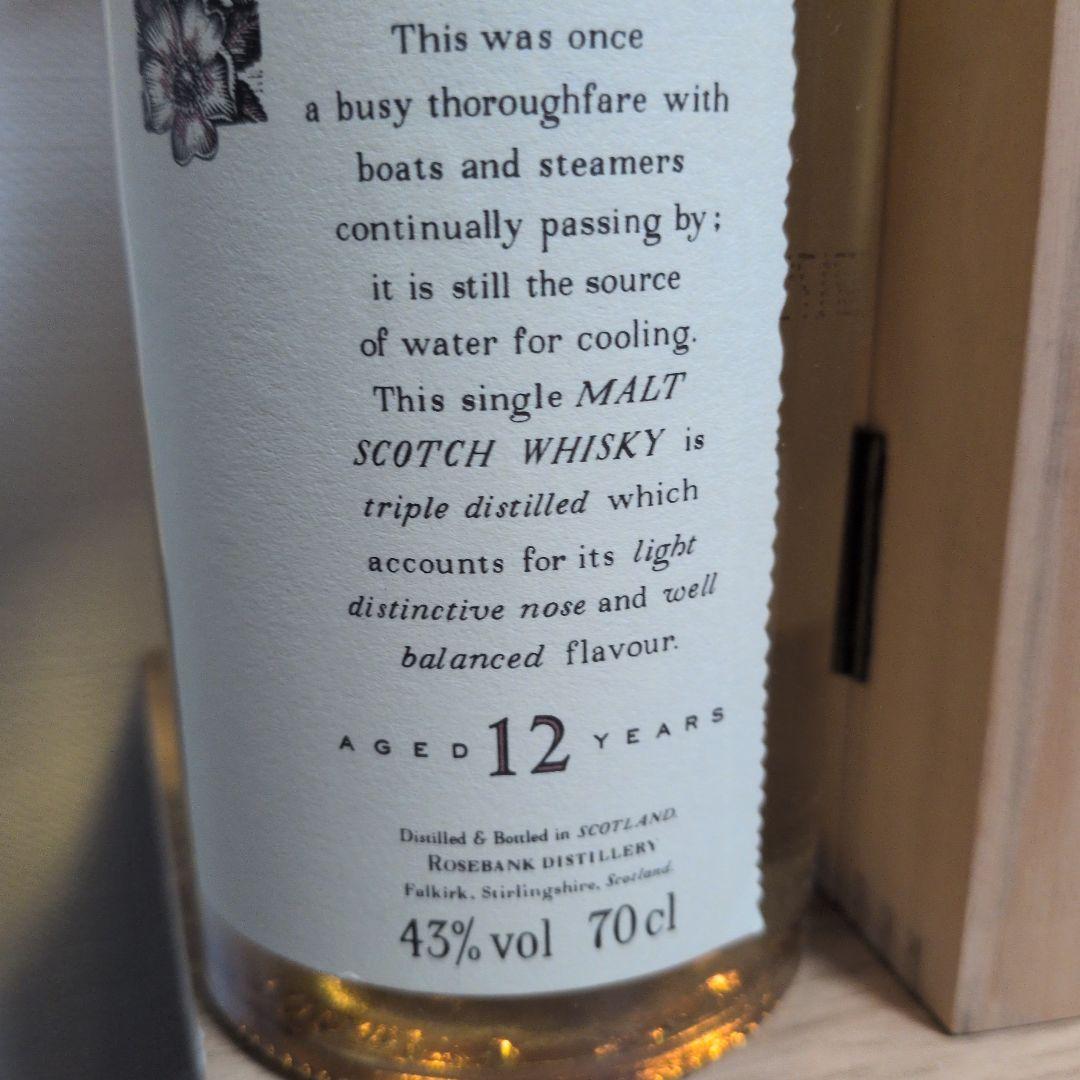 This was once
a busy thoroughfare with
boats and steamers
continually passing by;
it is still the source
of water for cooling.
This single MALT
SCOTCH WHISKY is
triple distilled which
accounts for its light
distinctive nose and well
balanced flavour.
AGED 12 YEARS
Distilled & Bottled in SCOTLAND.
ROSEBANK DISTILLERY
Falkirk, Stirlingshire, Scotland.
43% vol 70 cl